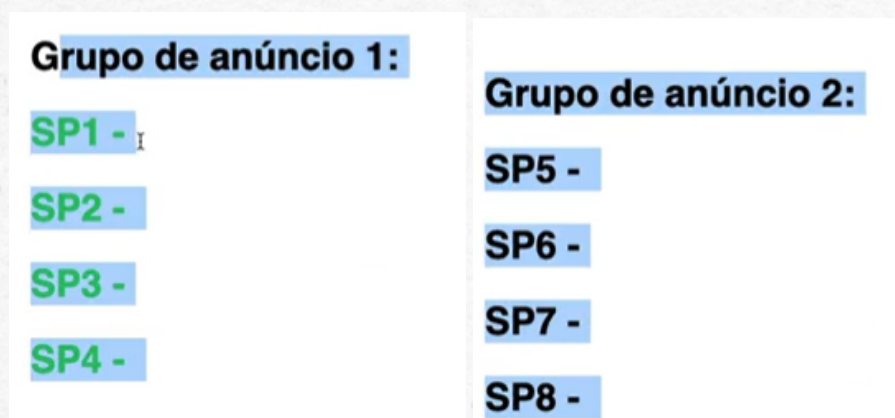 Grupo de anúncio 1:
SP1 -
SP2 -
SP3 -
SP4 -
Grupo de anúncio 2:
SP5 -
SP6 -
SP7 -
SP8 -